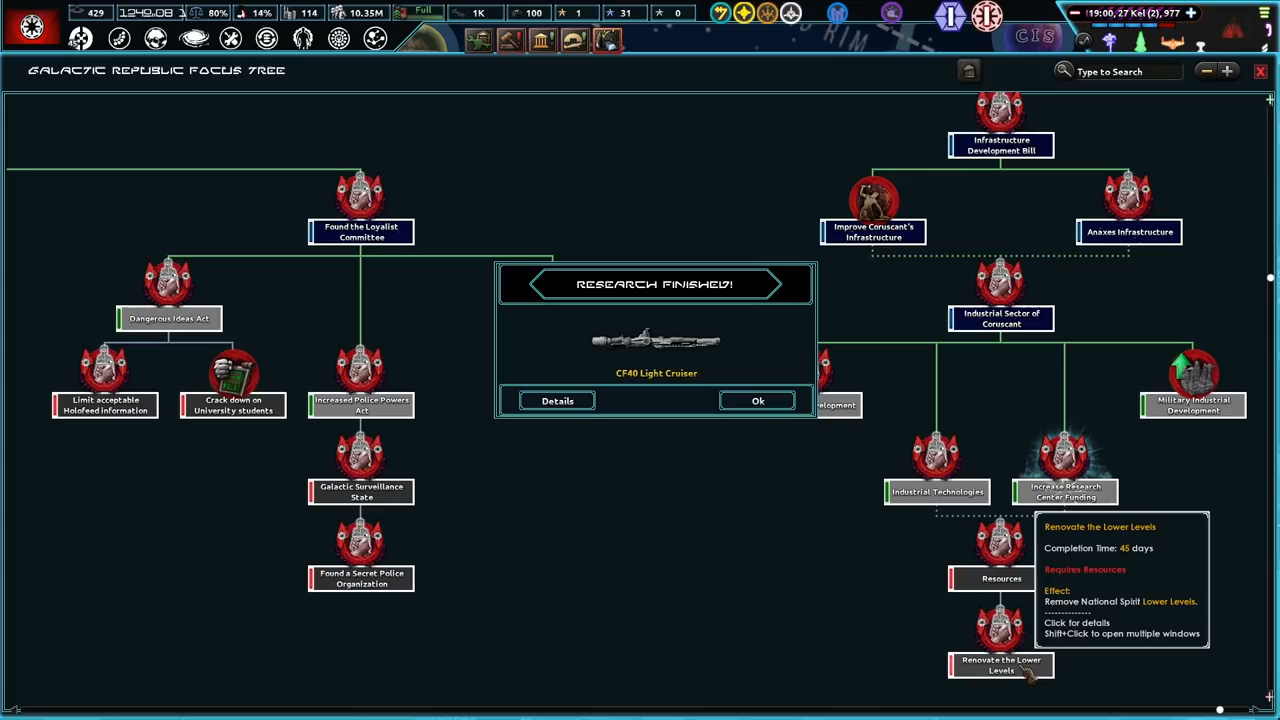 429
80%
14%
114
10.35M
Full
1K
100
1
31
0
19:00, 27 Kel (2), 977
RIM
CIS
GALACTIC REPUBLIC FOCUS TREE
Type to Search
Infrastructure
Development Bill
Found the Loyalist
Committee
Improve Coruscant's
Infrastructure
Anaxes Infrastructure
RESEARCH FINISHED!
CF40 Light Cruiser
Details
Ok
Dangerous Ideas Act
Industrial Sector of
Coruscant
Limit acceptable
Holofeed information
Crack down on
University students
Increased Police Powers
Act
Military Industrial
Development
Galactic Surveillance
State
Industrial Technologies
Increase Research
Center Funding
Found a Secret Police
Organization
Resources
Renovate the Lower
Levels
Renovate the Lower Levels
Completion Time: 45 days
Requires Resources
Effect:
Remove National Spirit Lower Levels.
-------------
Click for details
Shift+Click to open multiple windows